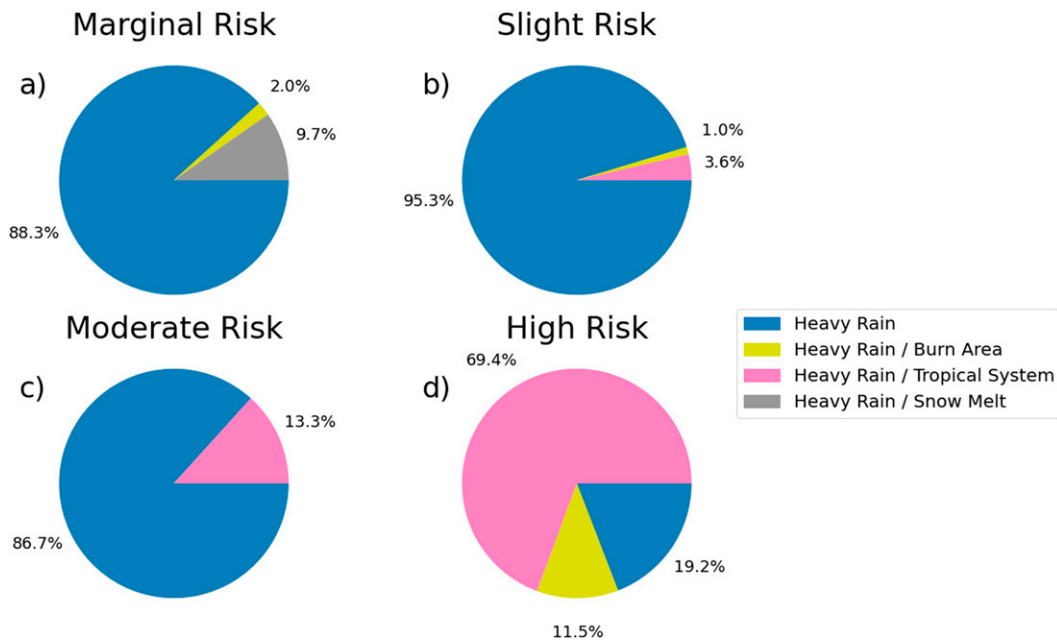 Marginal Risk
a)
2.0%
9.7%
88.3%
Slight Risk
b)
1.0%
3.6%
95.3%
Moderate Risk
c)
13.3%
86.7%
High Risk
69.4%
d)
19.2%
11.5%
Heavy Rain
Heavy Rain / Burn Area
Heavy Rain / Tropical System
Heavy Rain / Snow Melt